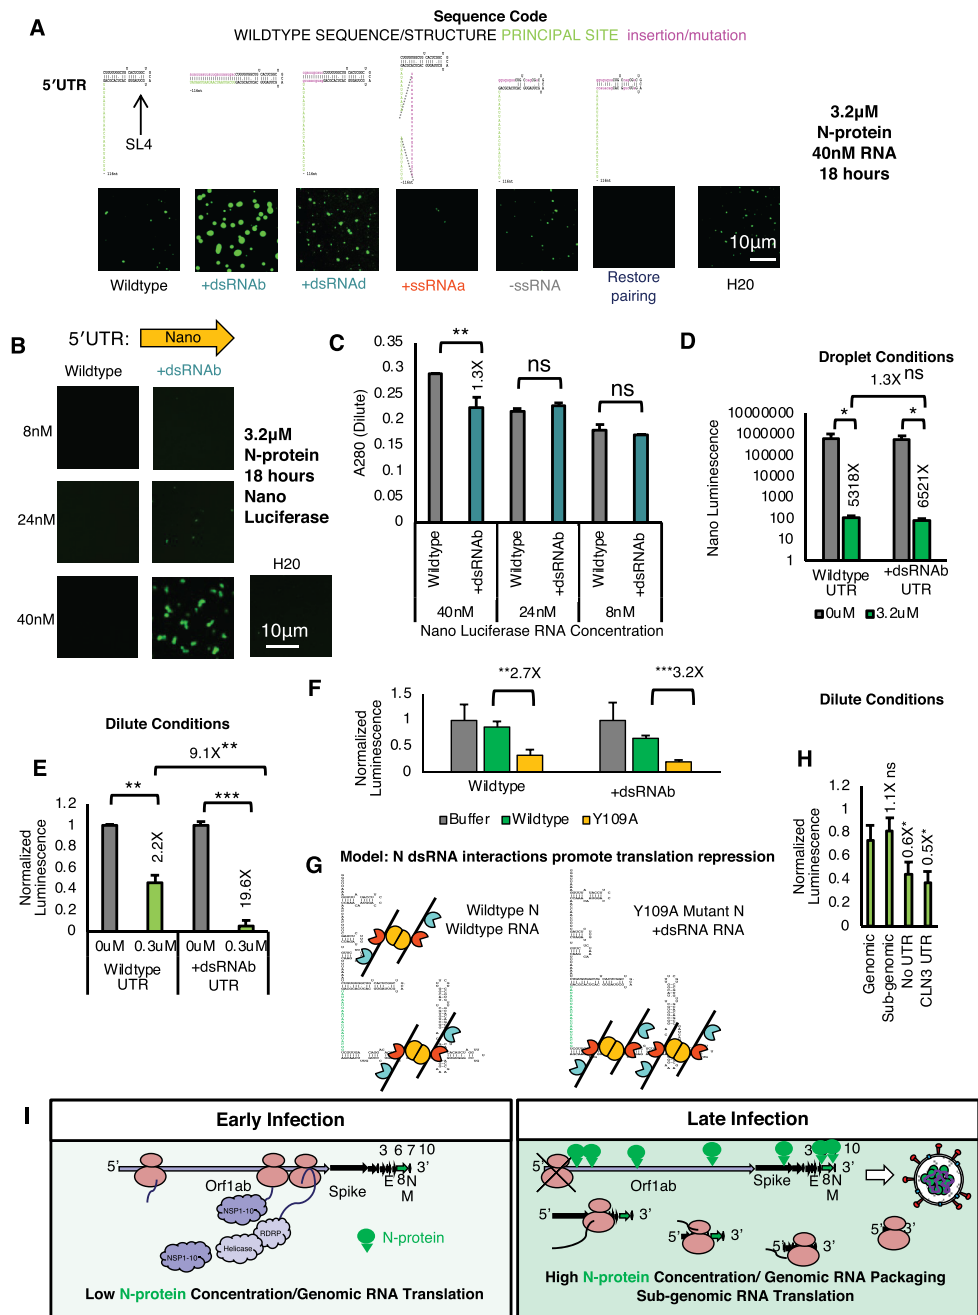 A
Sequence Code
WILDTYPE SEQUENCE/STRUCTURE PRINCIPAL SITE insertion/mutation
5′UTR
SL4
3.2µM
N-protein
40nM RNA
18 hours
10µm
Wildtype
+dsRNAb
+dsRNAd
+ssRNAa
-ssRNA
Restore
pairing
H20
B
5′UTR: Nano
Wildtype +dsRNAb
8nM
24nM
40nM
3.2µM
N-protein
18 hours
Nano
Luciferase
H20
10µm
C
A280 (Dilute)
0.35
0.3
0.25
0.2
0.15
0.1
0.05
0
**
1.3X
ns
ns
Wildtype
+dsRNAb
Wildtype
+dsRNAb
Wildtype
+dsRNAb
40nM 24nM 8nM
Nano Luciferase RNA Concentration
D
Droplet Conditions
1.3X ns
Nano Luminescence
10000000
1000000
100000
10000
1000
100
10
1
*
5318X
*
6521X
Wildtype
UTR
+dsRNAb
UTR
0uM 3.2uM
Dilute Conditions
E
9.1X**
Normalized
Luminescence
1.2
1
0.8
0.6
0.4
0.2
0
**
2.2X
***
19.6X
0uM 0.3uM 0uM 0.3uM
Wildtype
UTR
+dsRNAb
UTR
F
Normalized
Luminescence
1.5
1
0.5
0
**2.7X
***3.2X
Wildtype
+dsRNAb
Buffer Wildtype Y109A
G
Model: N dsRNA interactions promote translation repression
Wildtype N
Wildtype RNA
Y109A Mutant N
+dsRNA RNA
Dilute Conditions
H
Normalized
Luminescence
1.2
1
0.8
0.6
0.4
0.2
0
1.1X ns
0.6X*
0.5X*
Genomic
Sub-genomic
No UTR
CLN3 UTR
I
Early Infection
5′
Orf1ab
Spike
3 6 7 10
E 8 N
M
3′
NSP1-10
NSP1-10
Helicase
RDRP
N-protein
Low N-protein Concentration/Genomic RNA Translation
Late Infection
5′
Orf1ab
Spike
3
10
E 8N
M
3′
5′ 3′
5′ 3′
5′ 3′
5′ 3′
High N-protein Concentration/ Genomic RNA Packaging
Sub-genomic RNA Translation